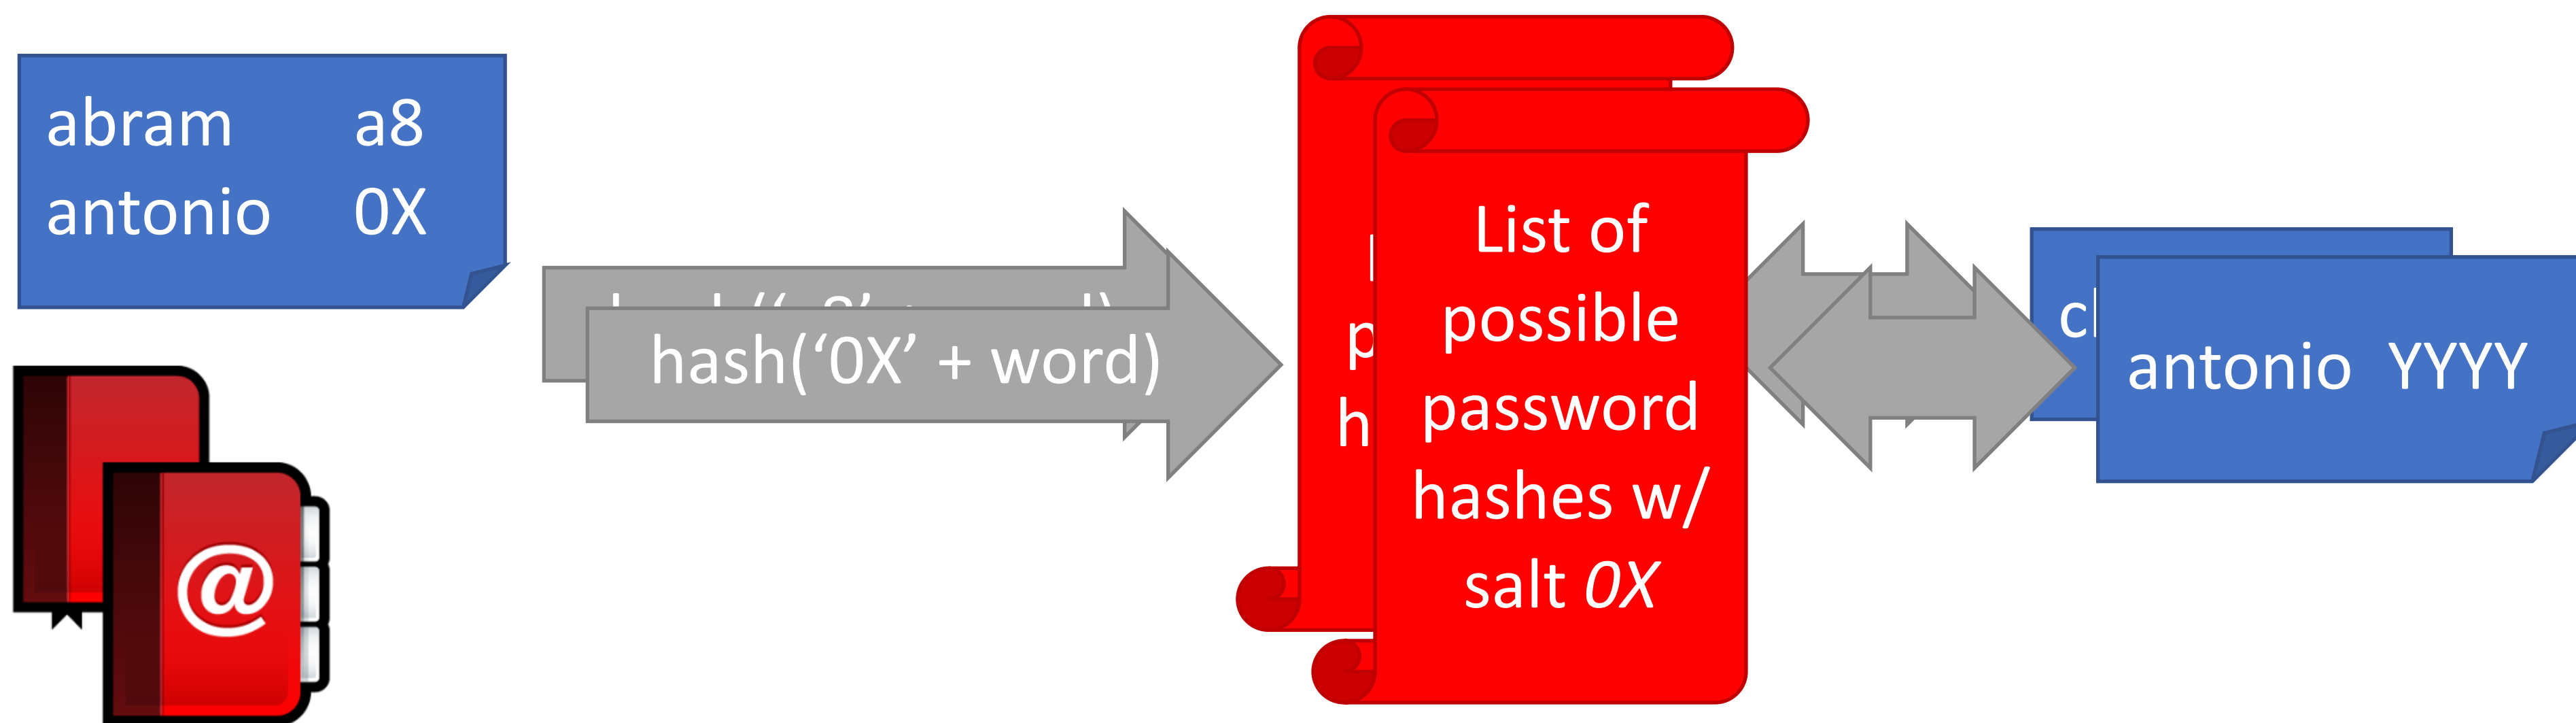 abram a8
antonio 0X
hash(‘0X’ + word)
List of
possible
password
hashes w/
salt 0X
antonio YYYY
@